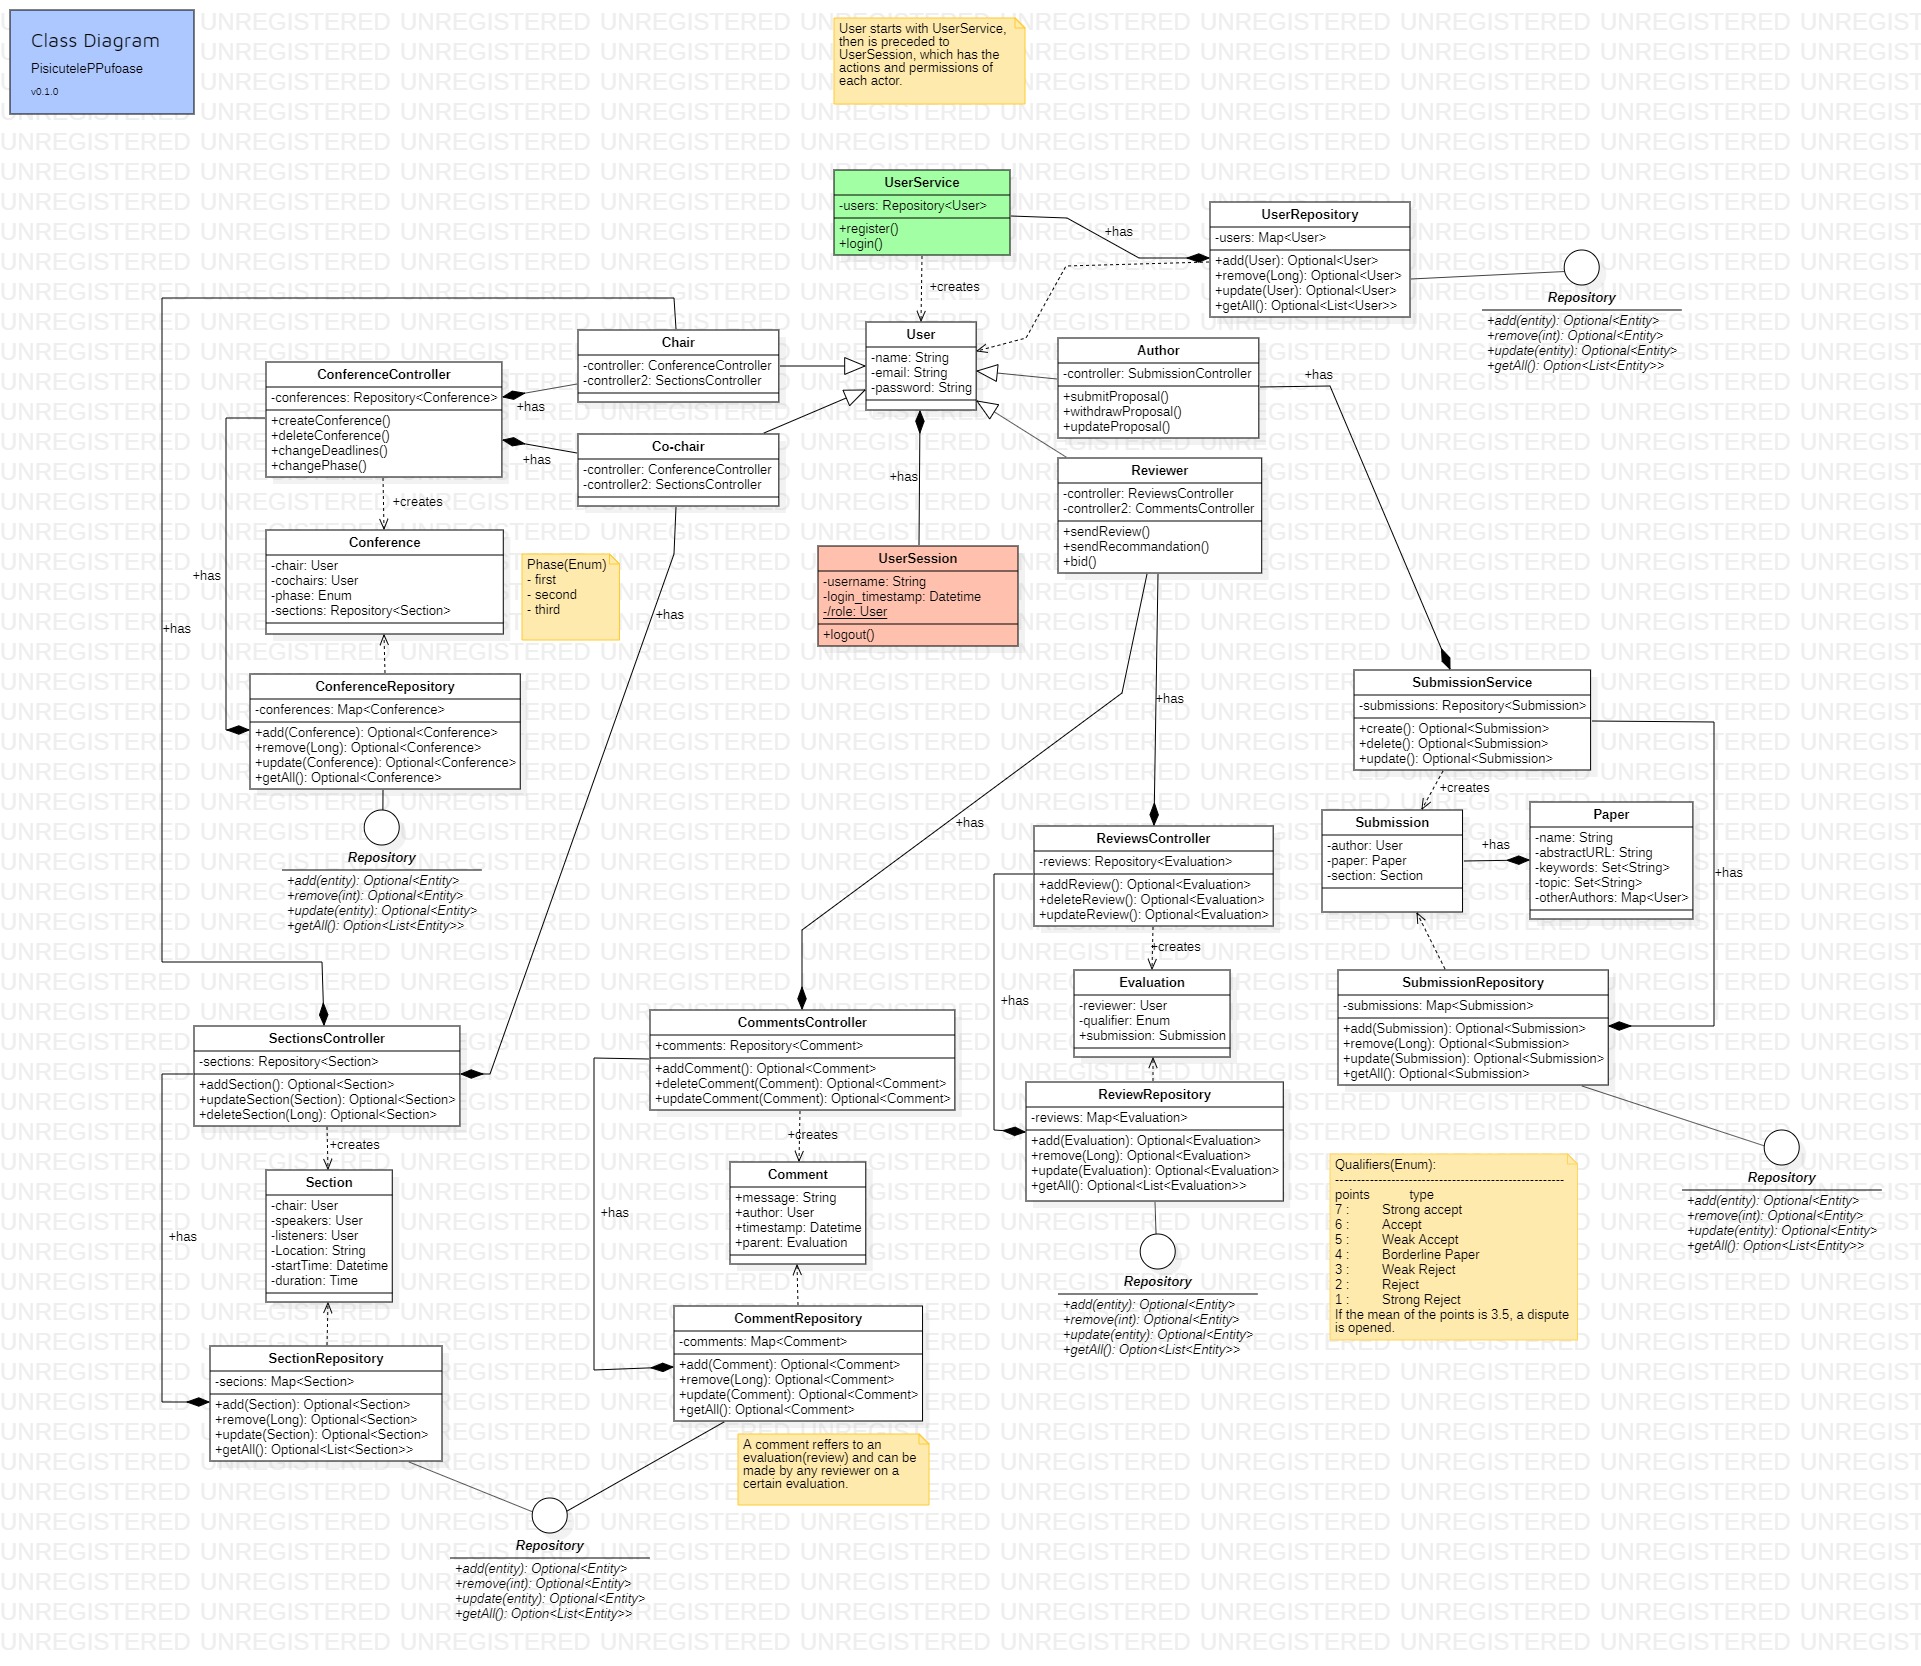 Class Diagram
PisicutelePPufoase
v0.1.0
User starts with UserService,
then is preceded to
UserSession, which has the
actions and permissions of
each actor.
UserService
-users: Repository<User>
+register()
+login()
+has
UserRepository
-users: Map<User>
+add(User): Optional<User>
+remove(Long): Optional<User>
+update(User): Optional<User>
+getAll(): Optional<List<User>>
Repository
+add(entity): Optional<Entity>
+remove(int): Optional<Entity>
+update(entity): Optional<Entity>
+getAll(): Option<List<Entity>>
+creates
User
-name: String
-email: String
-password: String
Chair
-controller: ConferenceController
-controller2: SectionsController
Author
-controller: SubmissionController
+submitProposal()
+withdrawProposal()
+updateProposal()
+has
ConferenceController
-conferences: Repository<Conference>
+createConference()
+deleteConference()
+changeDeadlines()
+changePhase()
+has
+has
Co-chair
-controller: ConferenceController
-controller2: SectionsController
+has
Reviewer
-controller: ReviewsController
-controller2: CommentsController
+sendReview()
+sendRecommandation()
+bid()
+creates
Conference
-chair: User
-cochairs: User
-phase: Enum
-sections: Repository<Section>
Phase(Enum)
- first
- second
- third
UserSession
-username: String
-login_timestamp: Datetime
-/role: User
+logout()
+has
+has
+has
+has
ConferenceRepository
-conferences: Map<Conference>
+add(Conference): Optional<Conference>
+remove(Long): Optional<Conference>
+update(Conference): Optional<Conference>
+getAll(): Optional<Conference>
Repository
+add(entity): Optional<Entity>
+remove(int): Optional<Entity>
+update(entity): Optional<Entity>
+getAll(): Option<List<Entity>>
SubmissionService
-submissions: Repository<Submission>
+create(): Optional<Submission>
+delete(): Optional<Submission>
+update(): Optional<Submission>
+creates
Submission
-author: User
-paper: Paper
-section: Section
+has
Paper
-name: String
-abstractURL: String
-keywords: Set<String>
-topic: Set<String>
-otherAuthors: Map<User>
+has
+has
ReviewsController
-reviews: Repository<Evaluation>
+addReview(): Optional<Evaluation>
+deleteReview(): Optional<Evaluation>
+updateReview(): Optional<Evaluation>
+creates
Evaluation
-reviewer: User
-qualifier: Enum
+submission: Submission
+has
SubmissionRepository
-submissions: Map<Submission>
+add(Submission): Optional<Submission>
+remove(Long): Optional<Submission>
+update(Submission): Optional<Submission>
+getAll(): Optional<Submission>
SectionsController
-sections: Repository<Section>
+addSection(): Optional<Section>
+updateSection(Section): Optional<Section>
+deleteSection(Long): Optional<Section>
CommentsController
+comments: Repository<Comment>
+addComment(): Optional<Comment>
+deleteComment(Comment): Optional<Comment>
+updateComment(Comment): Optional<Comment>
ReviewRepository
-reviews: Map<Evaluation>
+add(Evaluation): Optional<Evaluation>
+remove(Long): Optional<Evaluation>
+update(Evaluation): Optional<Evaluation>
+getAll(): Optional<List<Evaluation>>
+creates
Section
-chair: User
-speakers: User
-listeners: User
-Location: String
-startTime: Datetime
-duration: Time
+has
+creates
Comment
+message: String
+author: User
+timestamp: Datetime
+parent: Evaluation
+has
Repository
+add(entity): Optional<Entity>
+remove(int): Optional<Entity>
+update(entity): Optional<Entity>
+getAll(): Option<List<Entity>>
Qualifiers(Enum):
----------------------------------------------------
points type
7 : Strong accept
6 : Accept
5 : Weak Accept
4 : Borderline Paper
3 : Weak Reject
2 : Reject
1 : Strong Reject
If the mean of the points is 3.5, a dispute
is opened.
Repository
+add(entity): Optional<Entity>
+remove(int): Optional<Entity>
+update(entity): Optional<Entity>
+getAll(): Option<List<Entity>>
SectionRepository
-secions: Map<Section>
+add(Section): Optional<Section>
+remove(Long): Optional<Section>
+update(Section): Optional<Section>
+getAll(): Optional<List<Section>>
CommentRepository
-comments: Map<Comment>
+add(Comment): Optional<Comment>
+remove(Long): Optional<Comment>
+update(Comment): Optional<Comment>
+getAll(): Optional<Comment>
A comment reffers to an
evaluation(review) and can be
made by any reviewer on a
certain evaluation.
Repository
+add(entity): Optional<Entity>
+remove(int): Optional<Entity>
+update(entity): Optional<Entity>
+getAll(): Option<List<Entity>>
UNREGISTERED